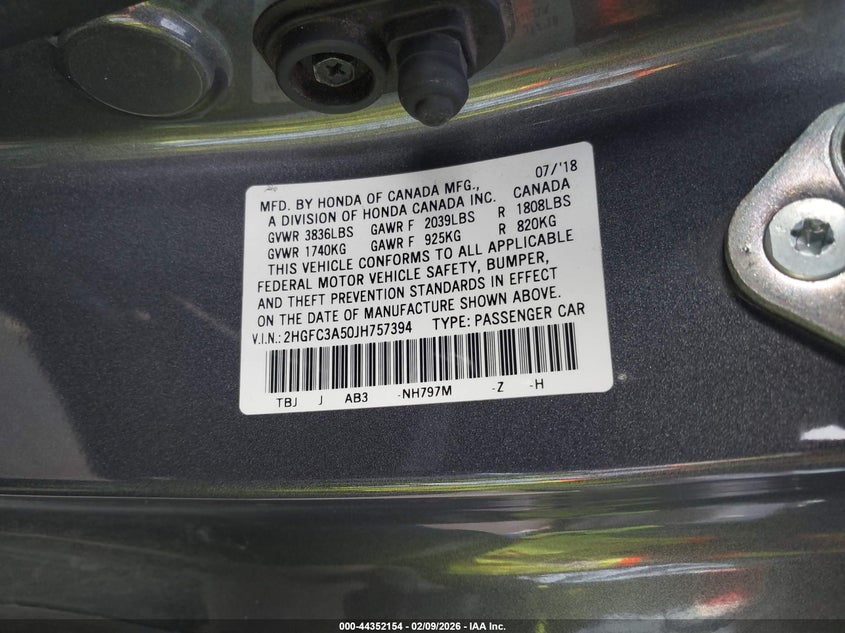 07/'18
MFD. BY HONDA OF CANADA MFG.,
A DIVISION OF HONDA CANADA INC. CANADA
GVWR 3836LBS GAWR F 2039LBS R 1808LBS
GVWR 1740KG GAWR F 925KG R 820KG
THIS VEHICLE CONFORMS TO ALL APPLICABLE
FEDERAL MOTOR VEHICLE SAFETY, BUMPER,
AND THEFT PREVENTION STANDARDS IN EFFECT
ON THE DATE OF MANUFACTURE SHOWN ABOVE.
V.I.N.: 2HGFC3A50JH757394 TYPE: PASSENGER CAR
TBJ J AB3 -NH797M -Z -H
000-44352154 - 02/09/2026 - IAA Inc.